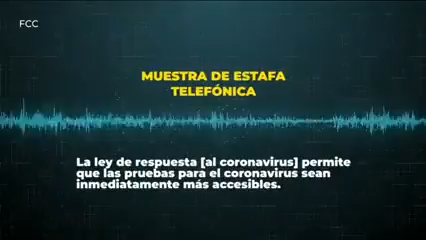 FCC
MUESTRA DE ESTAFA
TELEFÓNICA
La ley de respuesta [al coronavirus] permite
que las pruebas para el coronavirus sean
inmediatamente más accesibles.